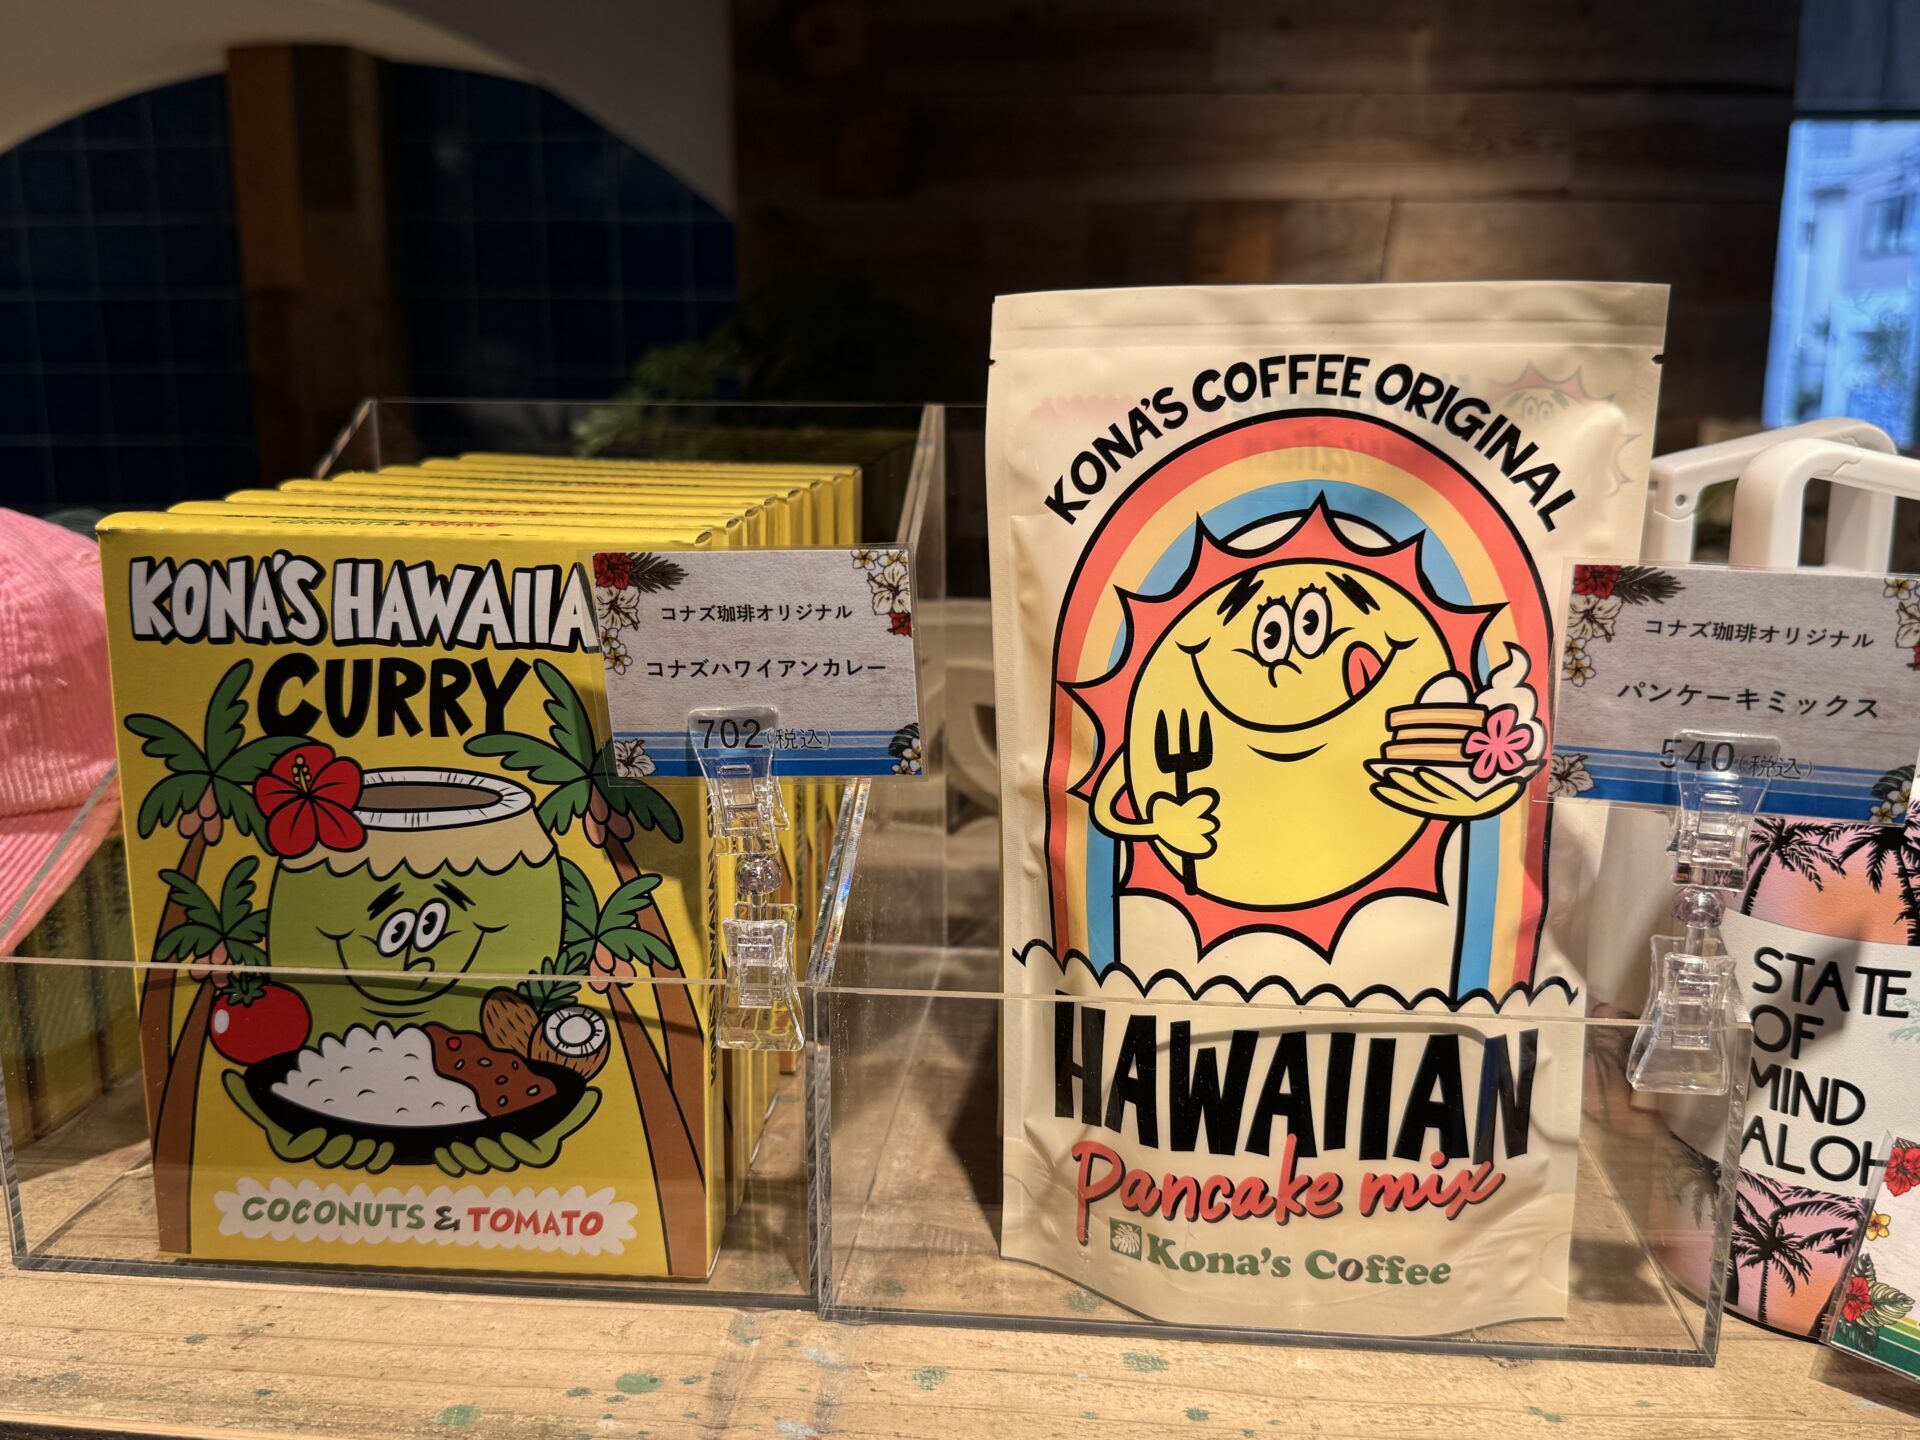 KONA'S HAWAIIA
CURRY
COCONUTS & TOMATO
COCONUTS & TOMATO
コナズ珈琲オリジナル
コナズハワイアンカレー
702(税込)
KONA'S COFFEE ORIGINAL
HAWAIIAN
Pancake mix
Kona's Coffee
コナズ珈琲オリジナル
パンケーキミックス
540(税込)
STATE
OF
MIND
ALOH